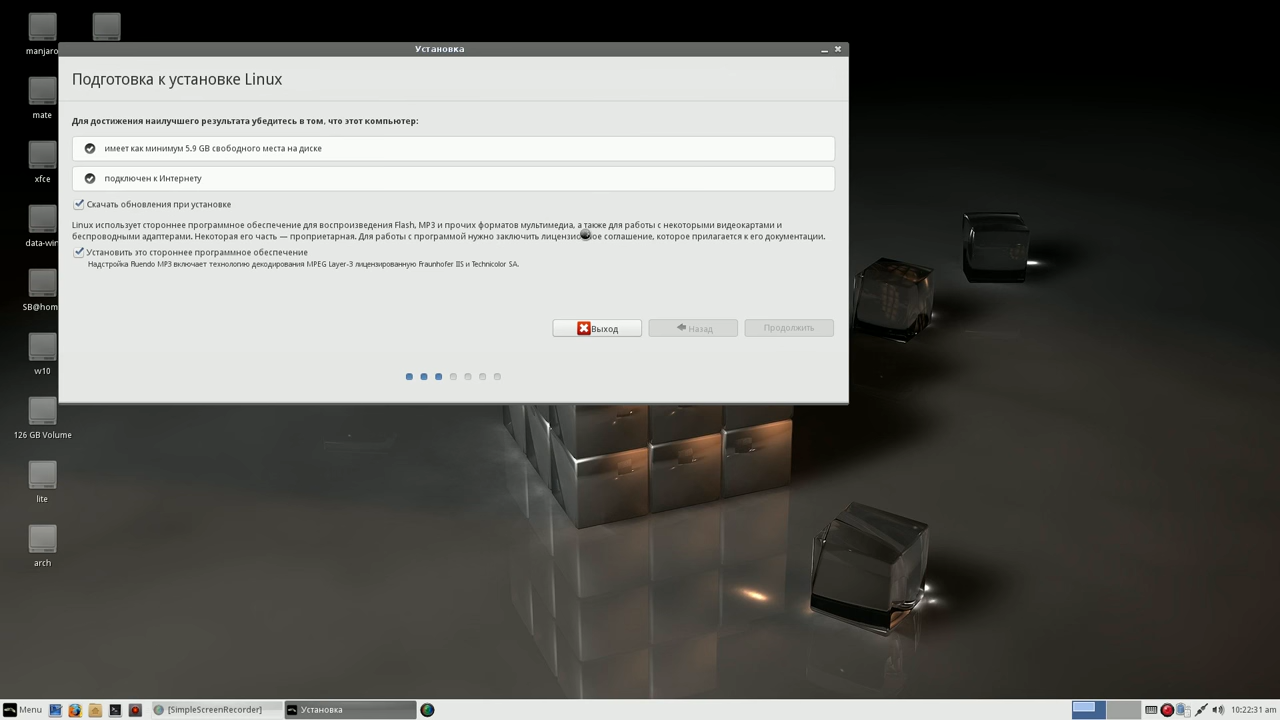 Установка
Подготовка к установке Linux
Для достижения наилучшего результата убедитесь в том, что этот компьютер:
имеет как минимум 5.9 GB свободного места на диске
подключен к Интернету
Скачать обновления при установке
Linux использует стороннее программное обеспечение для воспроизведения Flash, MP3 и прочих форматов мультимедиа, а также для работы с некоторыми видеокартами и
беспроводными адаптерами. Некоторая его часть — проприетарная. Для работы с программой нужно заключить соглашение, которое прилагается к его документации.
Установить это стороннее программное обеспечение
Надстройка Fluendo MP3 включает технологию декодирования MPEG Layer-3 лицензированную Fraunhofer IIS и Technicolor SA.
Выход
Назад
Продолжить
manjaro
mate
xfce
data-win
SB@hom
vv10
126 GB Volume
lite
arch
Menu
[SimpleScreenRecorder]
Установка
10:22:31 am